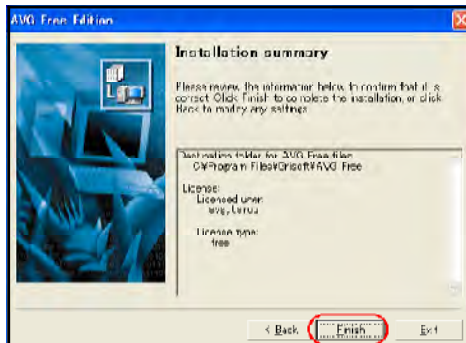 AVG Free Edition
Installation summary
Please review the information below to confirm that it is
correct. Click Finish to complete the installation, or click
Back to modify any settings.
Destination folder for AVG Free files:
C:¥Program Files¥Grisoft¥AVG Free
License:
Licensed user:
License type:
free
< Back
Finish
Exit